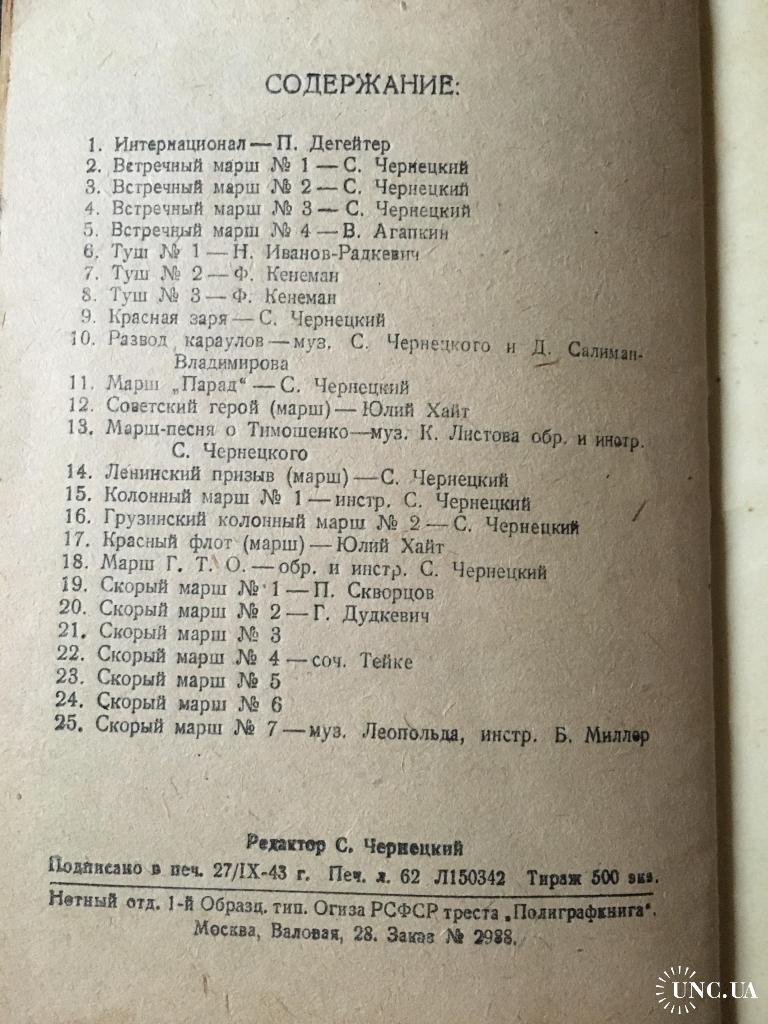 СОДЕРЖАНИЕ:
1. Интернационал — П. Дегейтер
2. Встречный марш № 1 — С. Чернецкий
3. Встречный марш № 2 — С. Чернецкий
4. Встречный марш № 3 — С. Чернецкий
5. Встречный марш № 4 — В. Агапкин
6. Туш № 1 — Н. Иванов-Радкевич
7. Туш № 2 — Ф. Кенеман
8. Туш № 3 — Ф. Кенеман
9. Красная заря — С. Чернецкий
10. Развод караулов — муз. С. Чернецкого и Д. Салиман-
Владимирова
11. Марш „Парад“ — С. Чернецкий
12. Советский герой (марш) — Юлий Хайт
13. Марш-песня о Тимошенко — муз. К. Листова обр. и инстр.
С. Чернецкого
14. Ленинский призыв (марш) — С. Чернецкий
15. Колонный марш № 1 — инстр. С. Чернецкий
16. Грузинский колонный марш № 2 — С. Чернецкий
17. Красный флот (марш) — Юлий Хайт
18. Марш Г. Т. О. — обр. и инстр. С. Чернецкий
19. Скорый марш № 1 — П. Скворцов
20. Скорый марш № 2 — Г. Дудкевич
21. Скорый марш № 3
22. Скорый марш № 4 — соч. Тейке
23. Скорый марш № 5
24. Скорый марш № 6
25. Скорый марш № 7 — муз. Леопольда, инстр. Б. Миллер
Редактор С. Чернецкий
Подписано в печ. 27/IX-43 г. Печ. л. 62 Л150342 Тираж 500 экз.
Нотный отд. 1-й Образц. тип. Огиза РСФСР треста „Полиграфкнига“.
Москва, Валовая, 28. Заказ № 2988.
UNC.UA